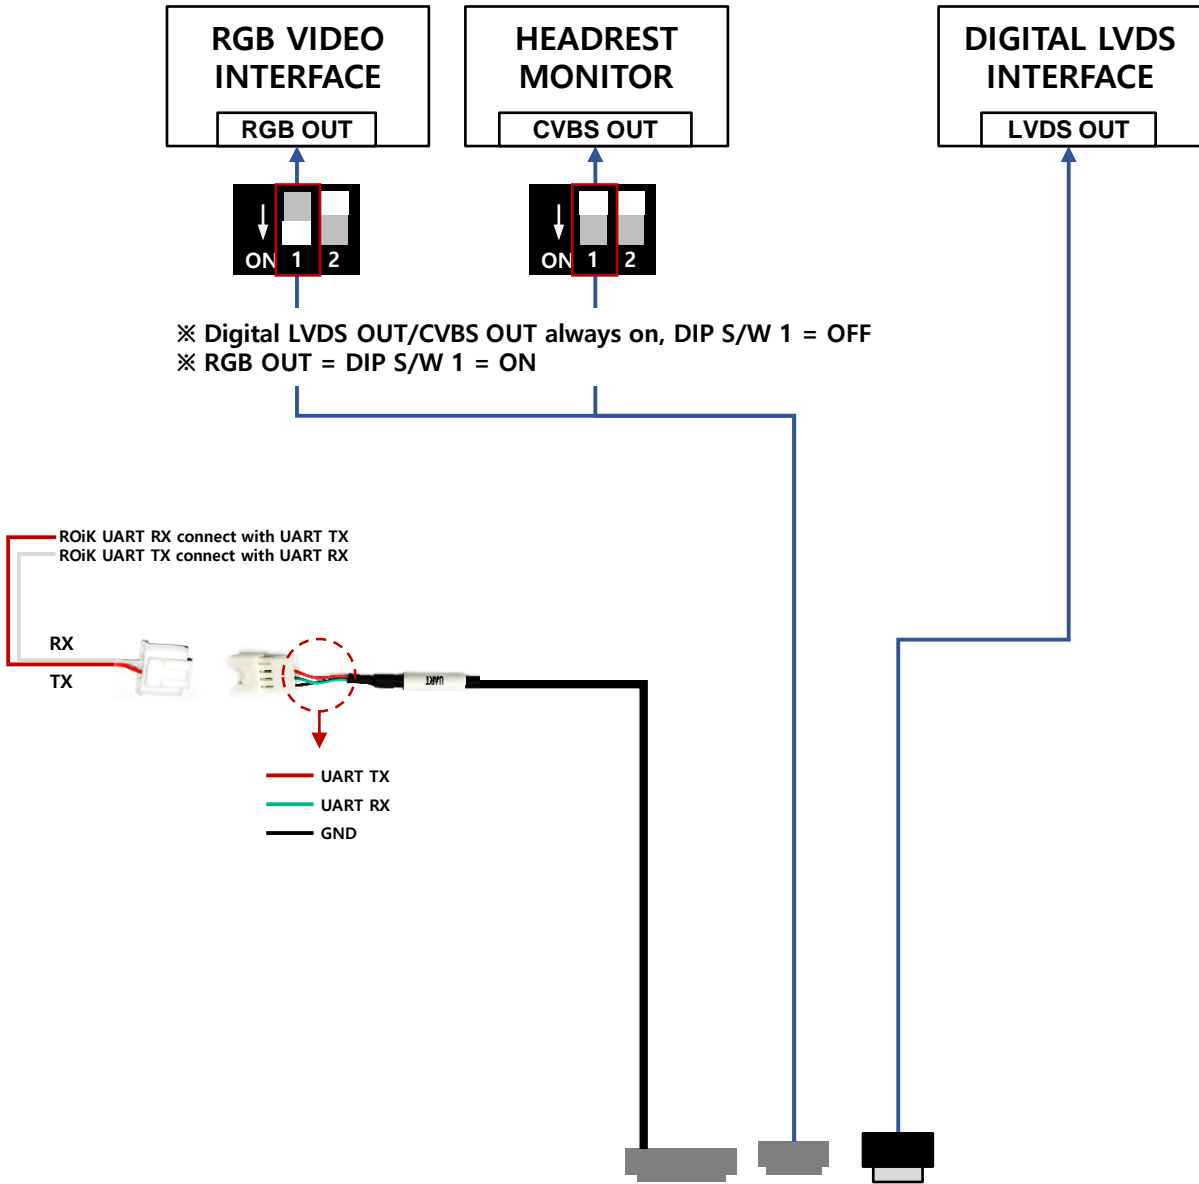 RGB VIDEO
INTERFACE
RGB OUT
HEADREST
MONITOR
CVBS OUT
DIGITAL LVDS
INTERFACE
LVDS OUT
ON 1 2
ON 1 2
※ Digital LVDS OUT/CVBS OUT always on, DIP S/W 1 = OFF
※ RGB OUT = DIP S/W 1 = ON
ROiK UART RX connect with UART TX
ROiK UART TX connect with UART RX
RX
TX
UART
UART TX
UART RX
GND